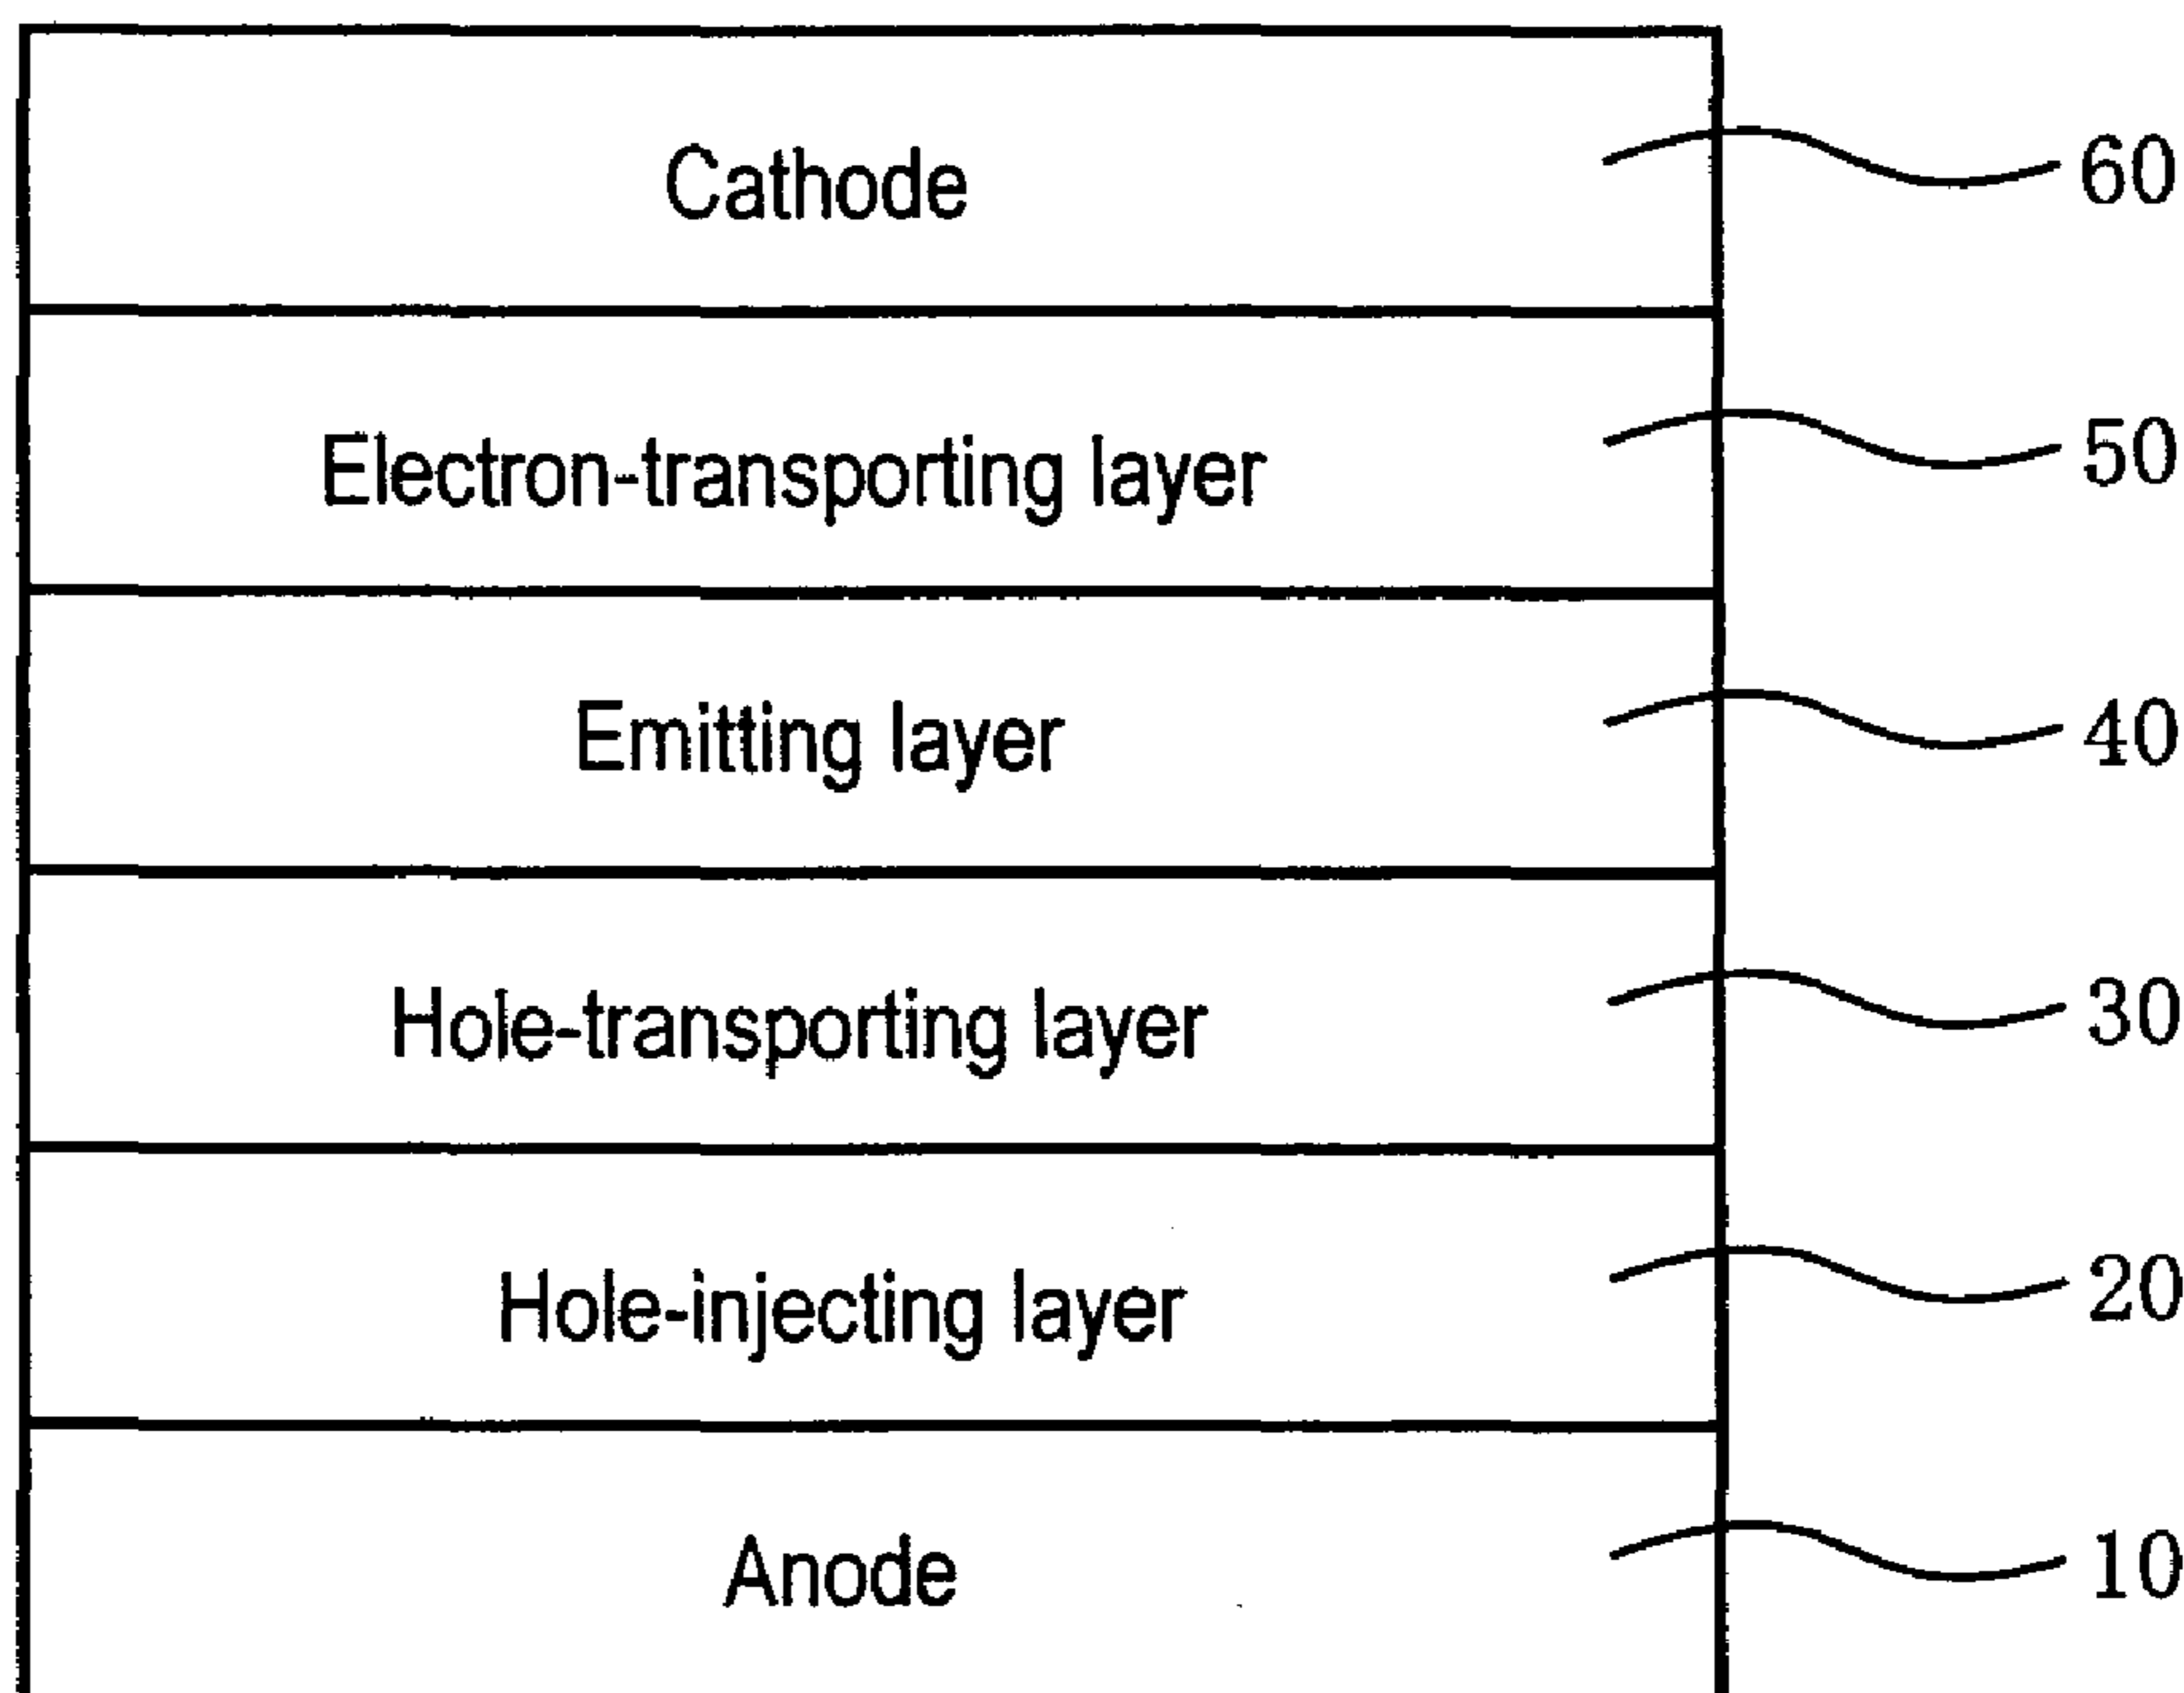 Cathode 60
Electron-transporting layer 50
Emitting layer 40
Hole-transporting layer 30
Hole-injecting layer 20
Anode 10